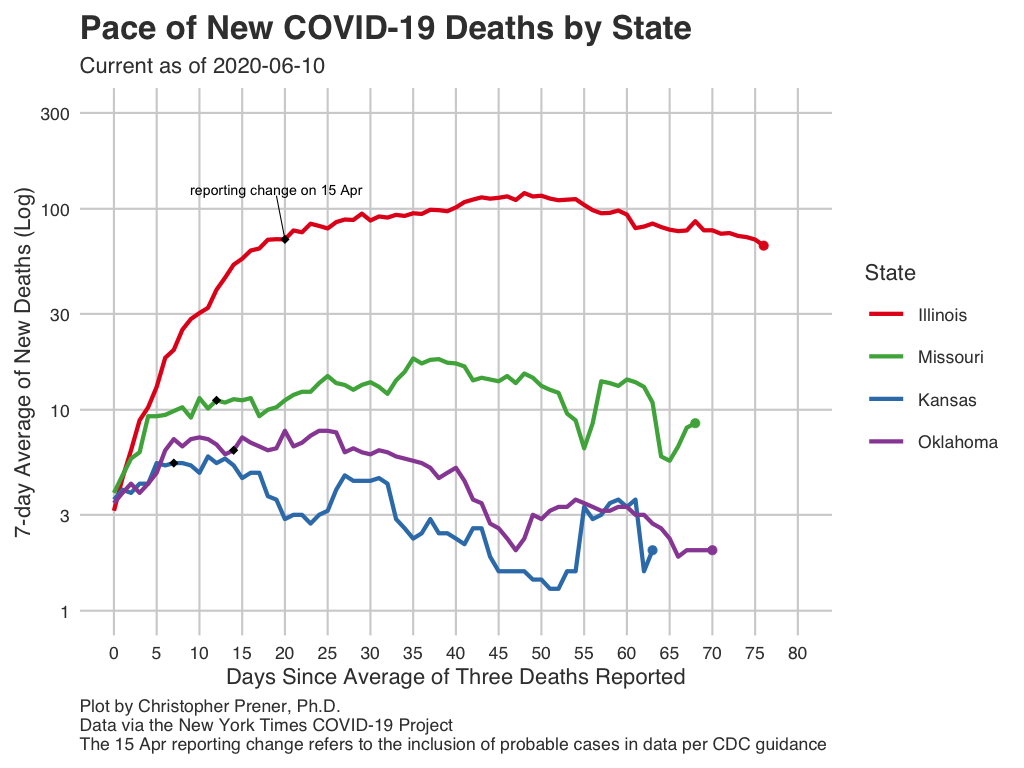 Pace of New COVID-19 Deaths by State
Current as of 2020-06-10
7-day Average of New Deaths (Log)
300
100
30
10
3
1
reporting change on 15 Apr
0 5 10 15 20 25 30 35 40 45 50 55 60 65 70 75 80
Days Since Average of Three Deaths Reported
State
Illinois
Missouri
Kansas
Oklahoma
Plot by Christopher Prener, Ph.D.
Data via the New York Times COVID-19 Project
The 15 Apr reporting change refers to the inclusion of probable cases in data per CDC guidance